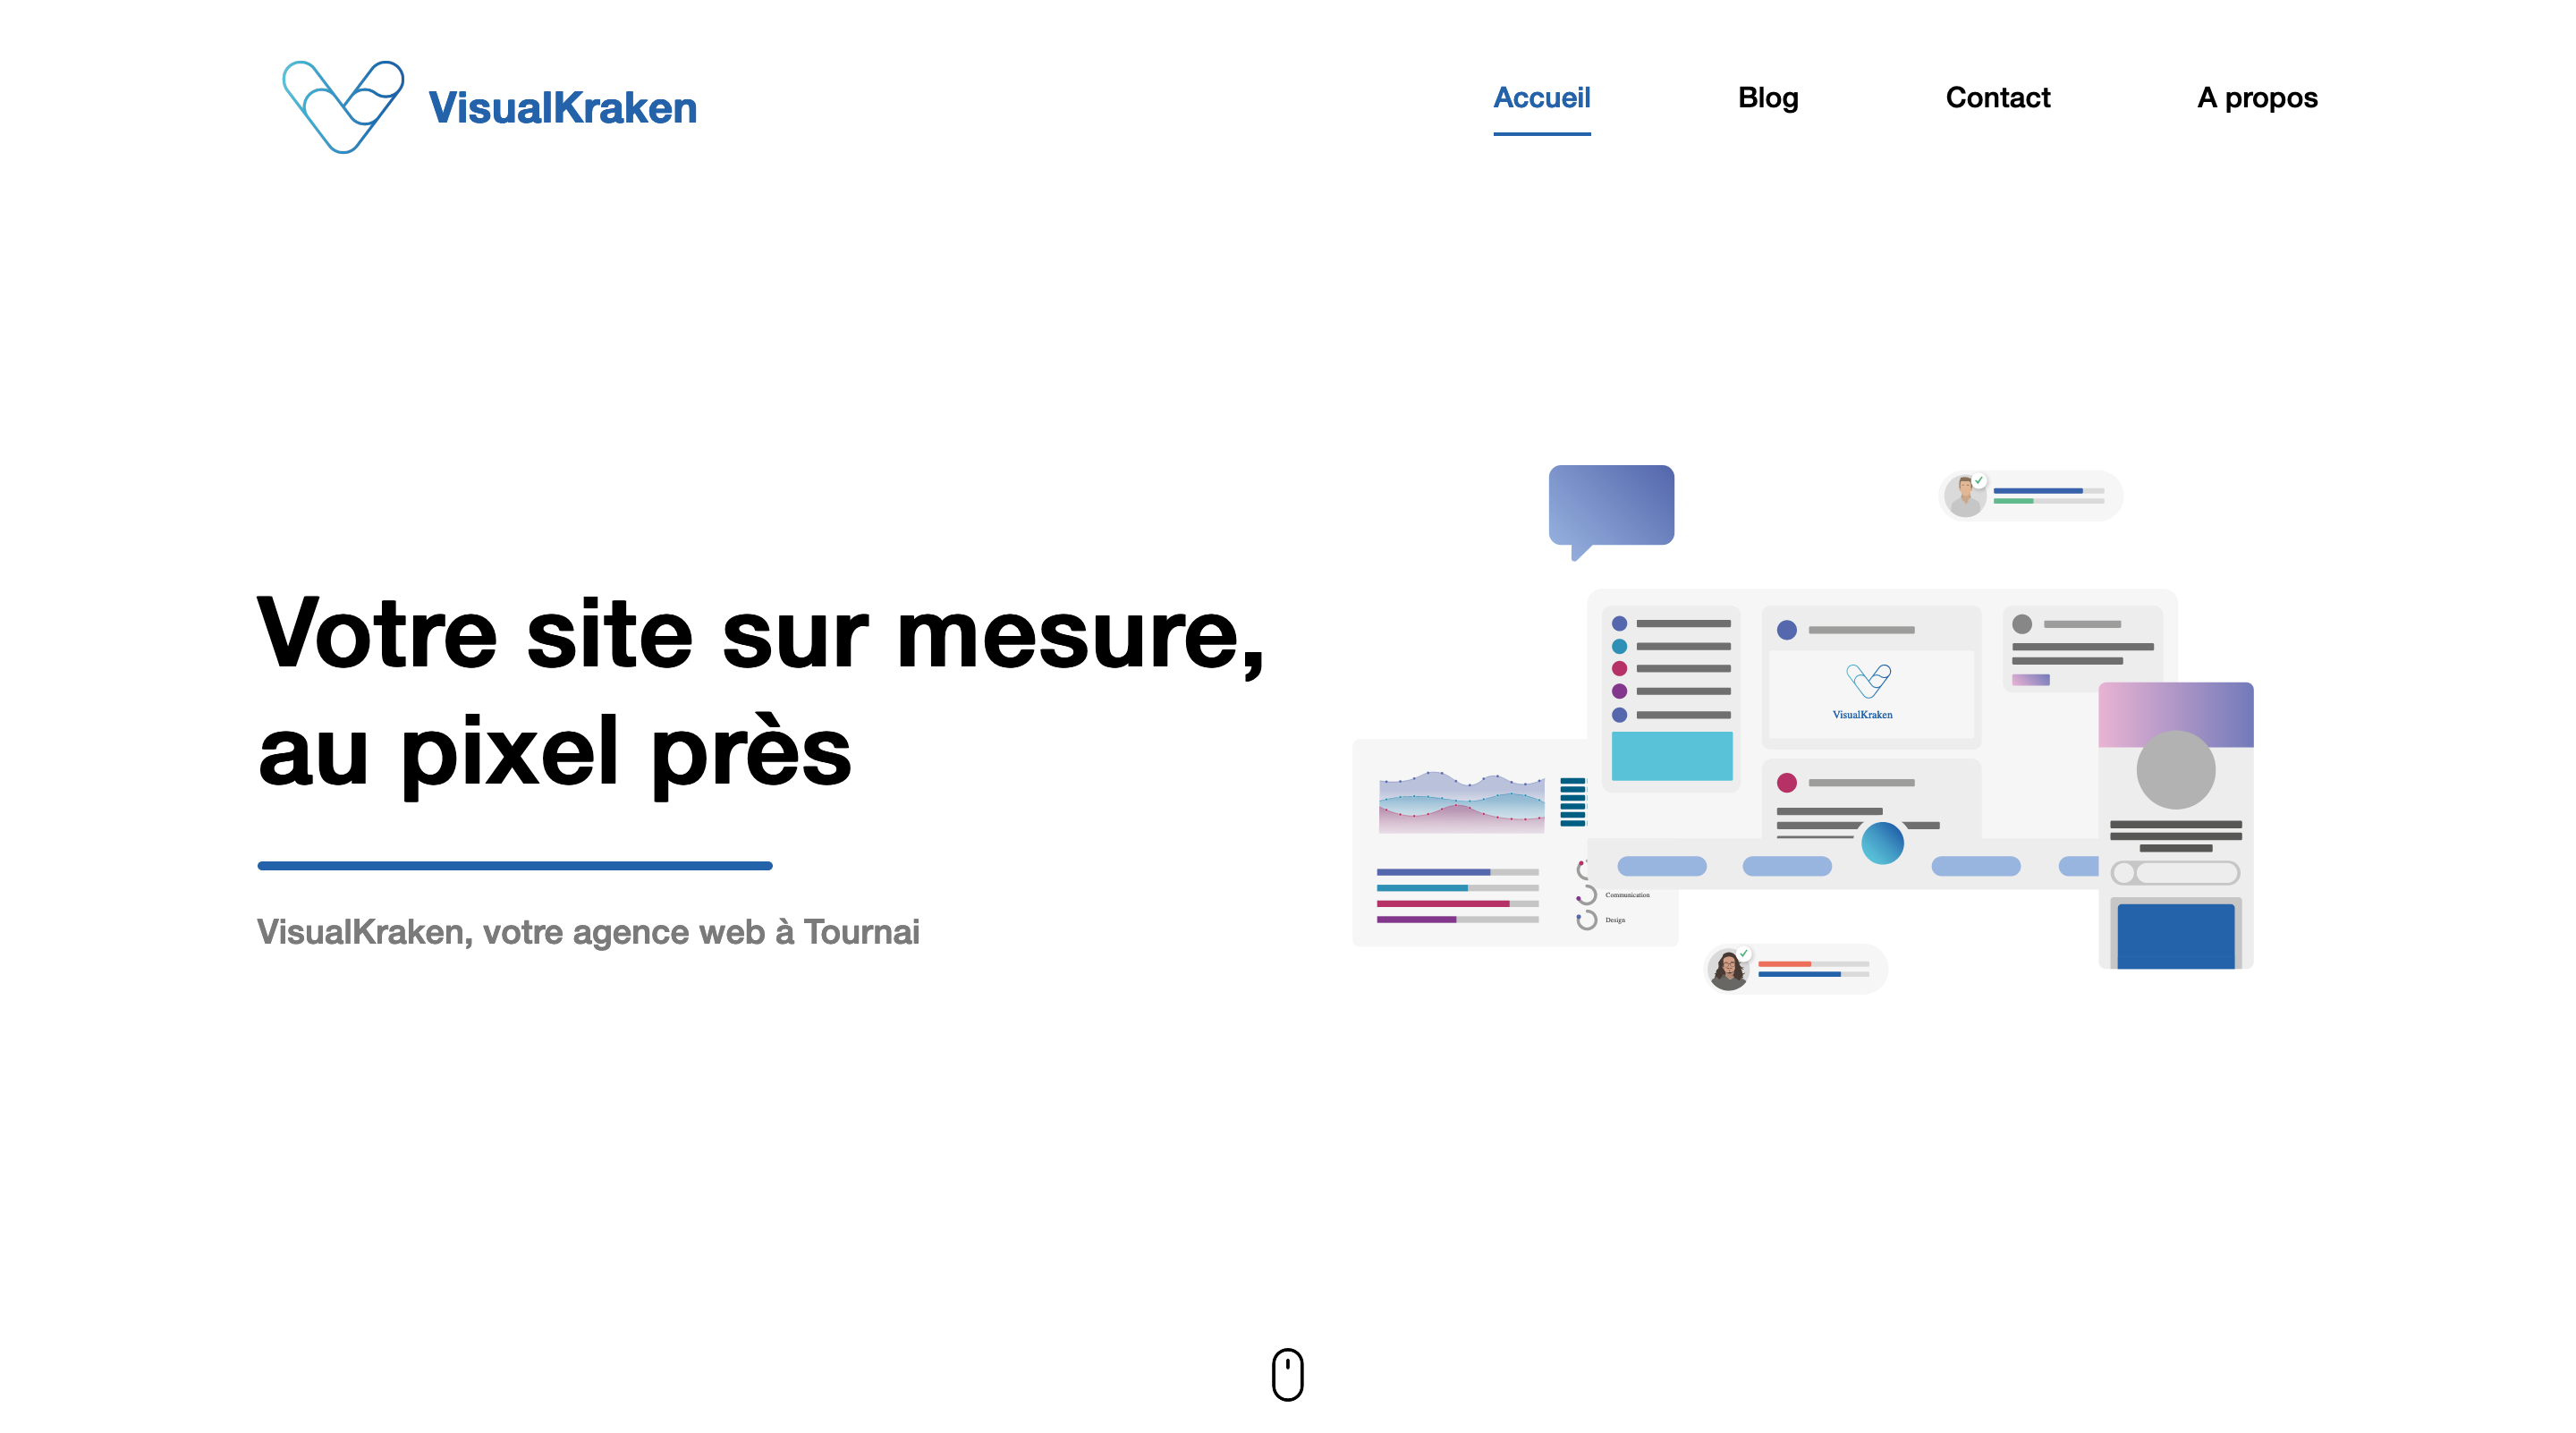 VisualKraken
Accueil
Blog
Contact
A propos
Votre site sur mesure,
au pixel près
VisualKraken, votre agence web à Tournai
VisualKraken
Communication
Design